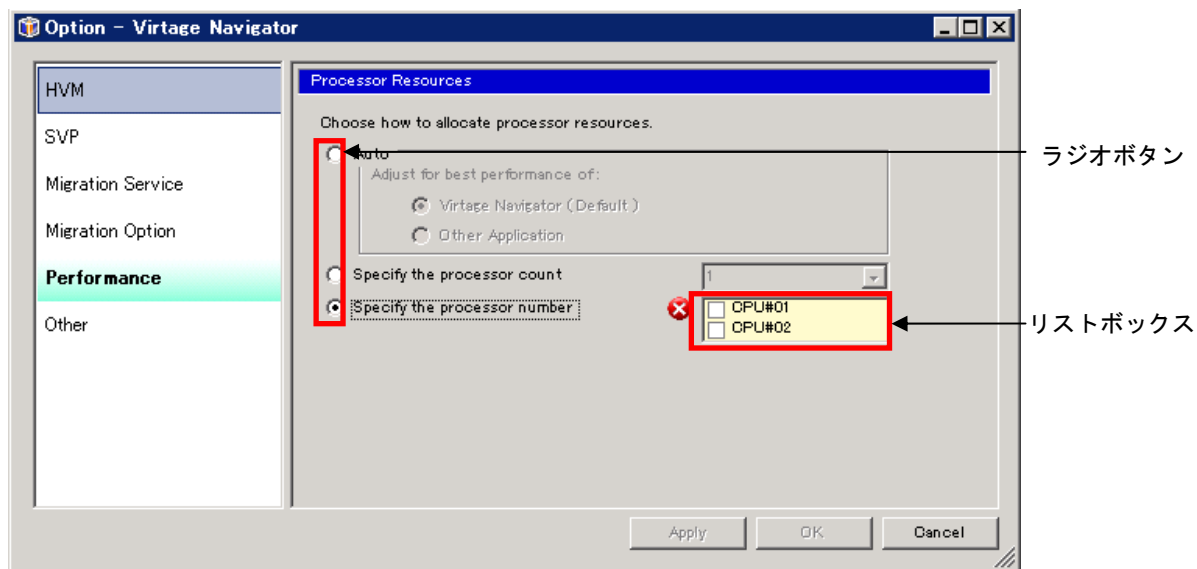 Option - Virtage Navigator
HVM
SVP
Migration Service
Migration Option
Performance
Other
Processor Resources
Choose how to allocate processor resources.
Auto
Adjust for best performance of:
Virtage Navigator (Default)
Other Application
Specify the processor count
1
Specify the processor number
CPU#01
CPU#02
Apply
OK
Cancel
ラジオボタン
リストボックス